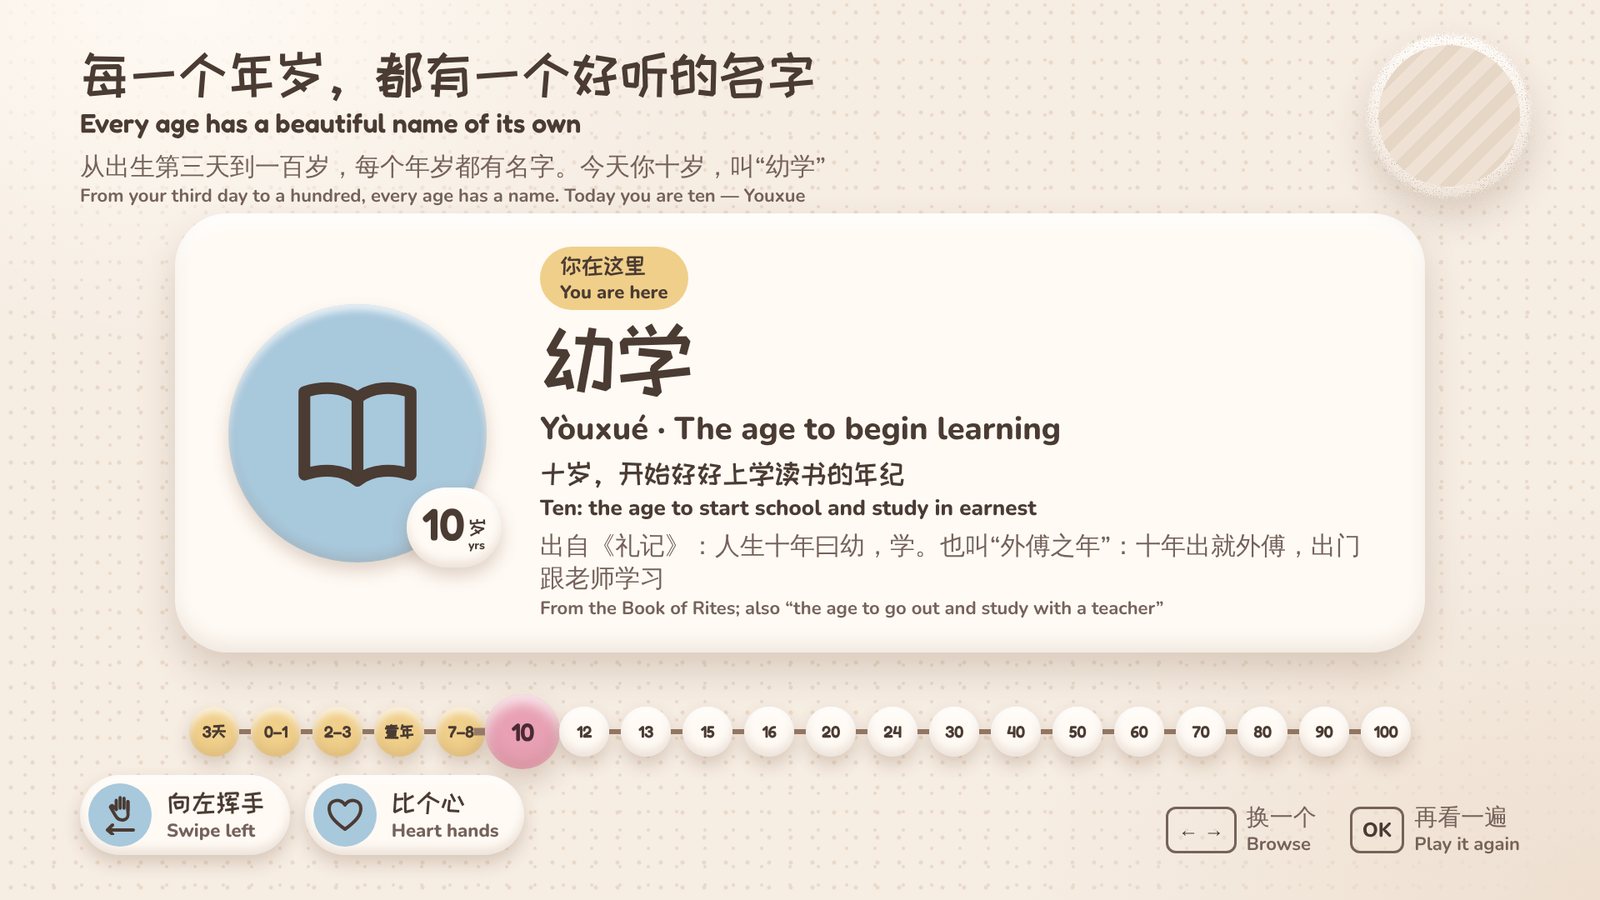 每一个年岁，都有一个好听的名字
Every age has a beautiful name of its own
从出生第三天到一百岁，每个年岁都有名字。今天你十岁，叫“幼学”
From your third day to a hundred, every age has a name. Today you are ten — Youxue
你在这里
You are here
幼学
Yòuxué · The age to begin learning
十岁，开始好好上学读书的年纪
Ten: the age to start school and study in earnest
出自《礼记》：人生十年曰幼，学。也叫“外傅之年”：十年出就外傅，出门
跟老师学习
From the Book of Rites; also “the age to go out and study with a teacher”
10 岁
yrs
3天 0–1 2–3 童年 7–8 10 12 13 15 16 20 24 30 40 50 60 70 80 90 100
向左挥手
Swipe left
比个心
Heart hands
← → 换一个
Browse
OK 再看一遍
Play it again